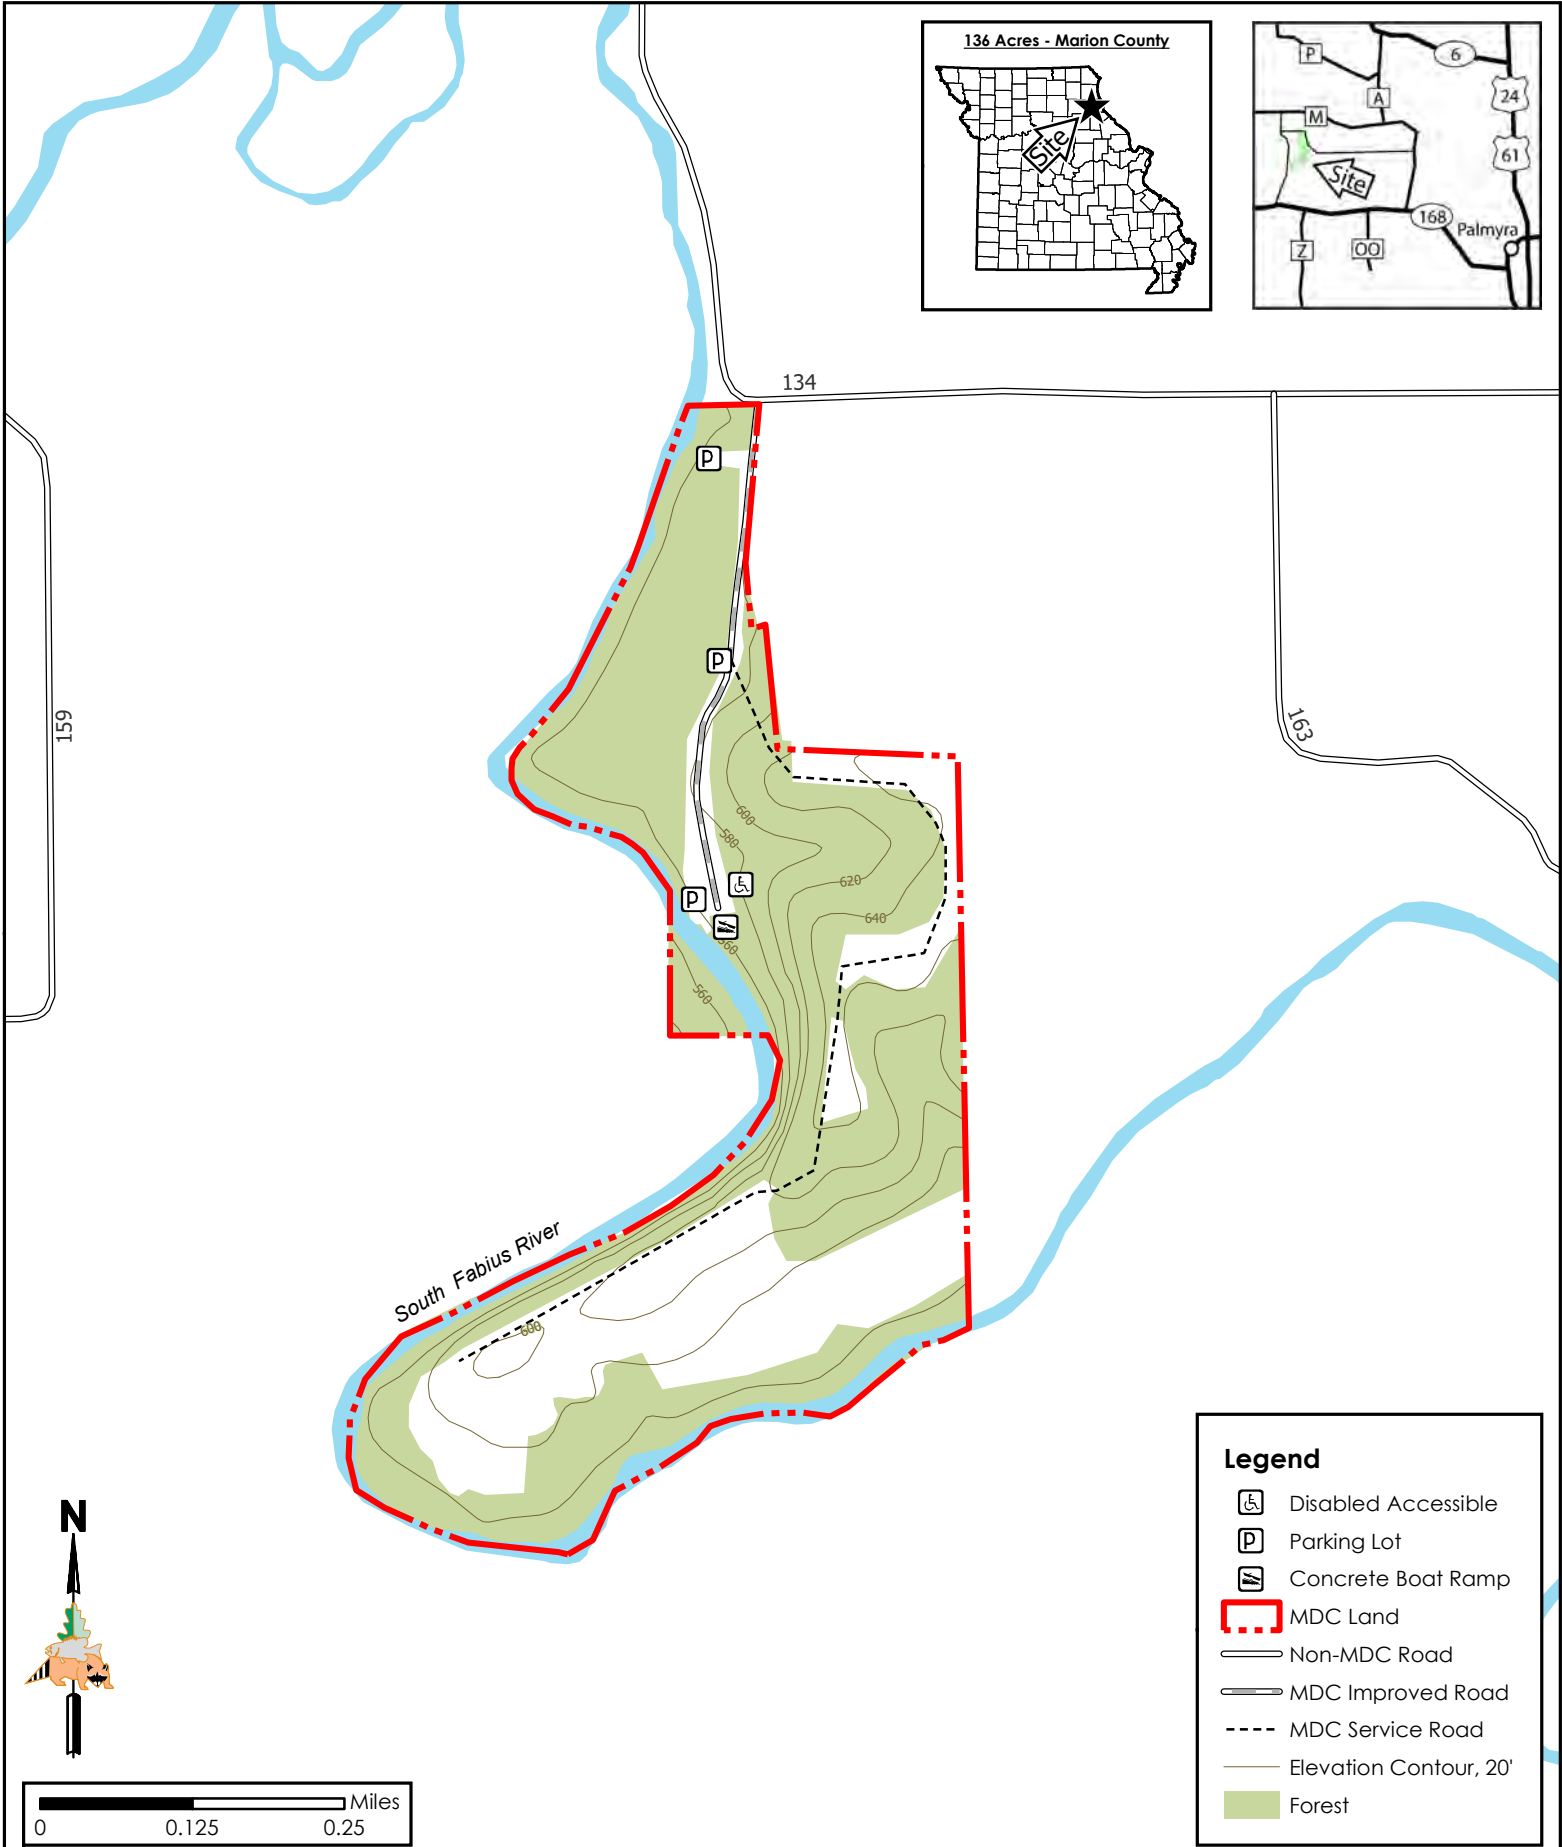 136 Acres - Marion County
Site
P
6
A
24
M
61
Site
168
Palmyra
Z
OO
134
P
159
P
163
600
580
620
P
640
560
560
South Fabius River
600
N
Legend
Disabled Accessible
P Parking Lot
Concrete Boat Ramp
MDC Land
Non-MDC Road
MDC Improved Road
MDC Service Road
Elevation Contour, 20'
Forest
Miles
0 0.125 0.25